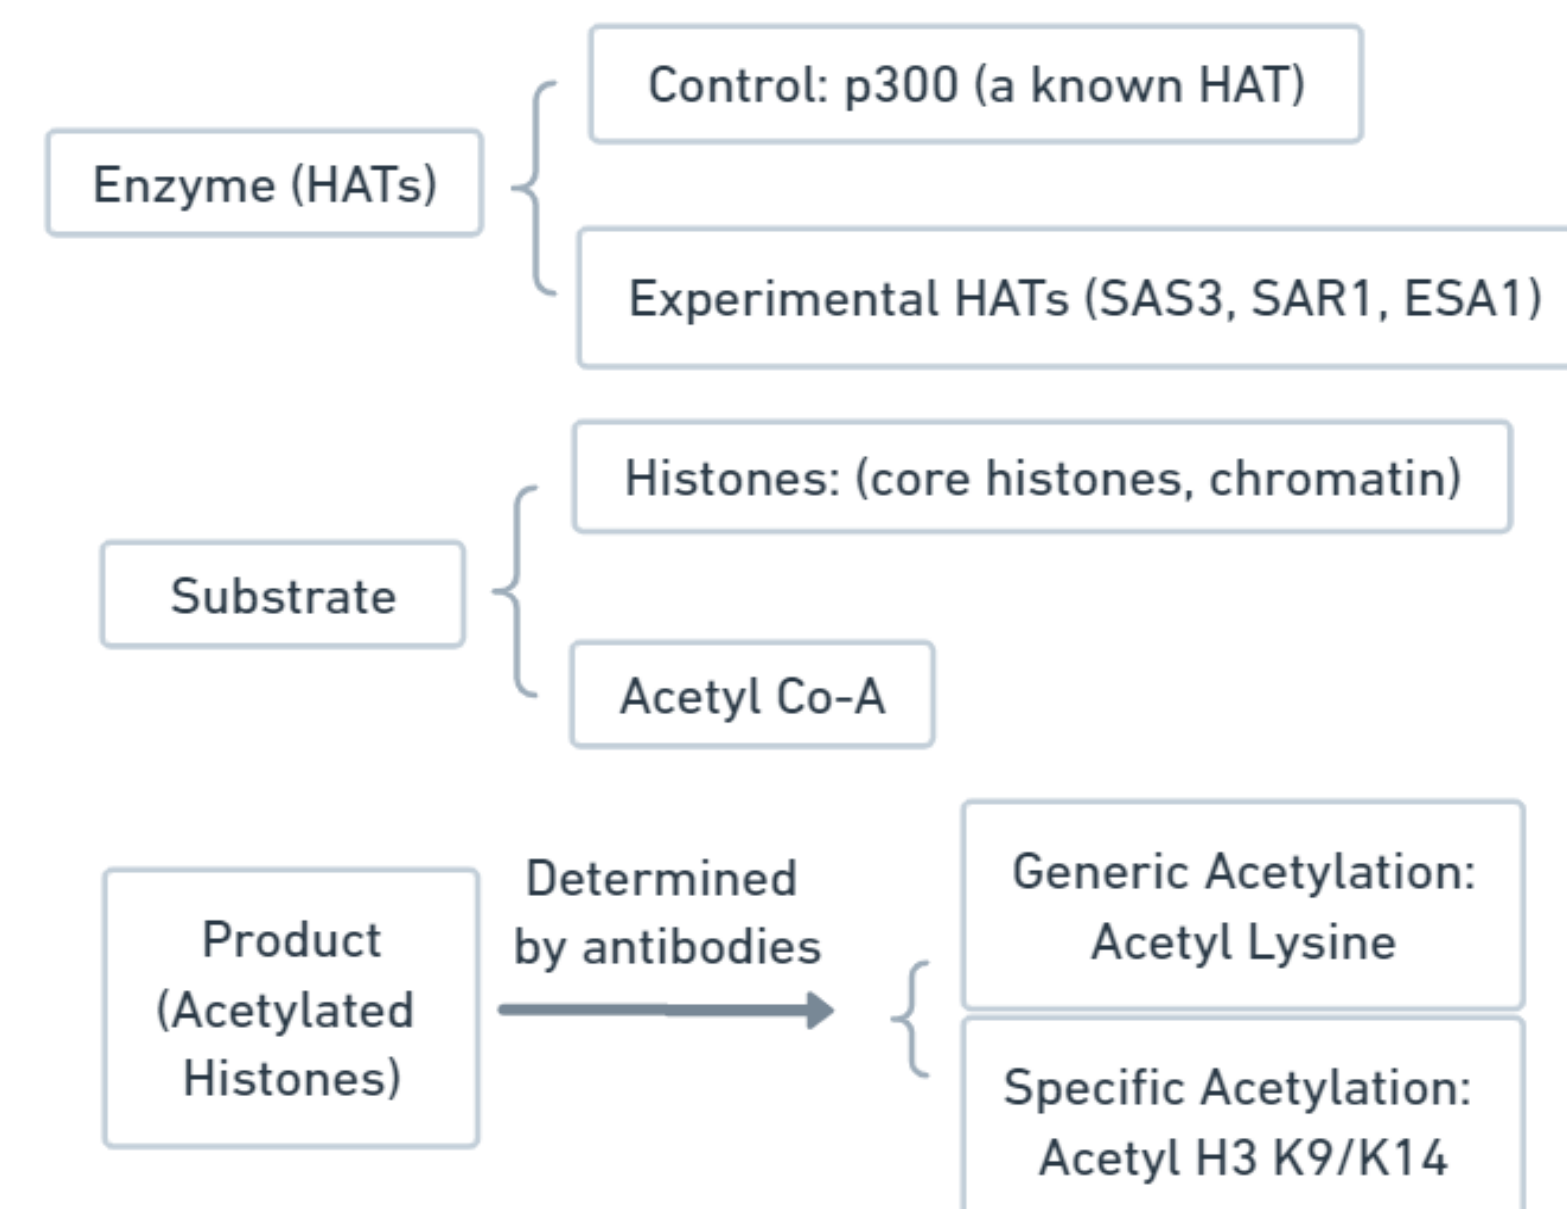 Control: p300 (a known HAT)
Enzyme (HATs)
Experimental HATs (SAS3, SAR1, ESA1)
Histones: (core histones, chromatin)
Substrate
Acetyl Co-A
Product
(Acetylated
Histones)
Determined
by antibodies
Generic Acetylation:
Acetyl Lysine
Specific Acetylation:
Acetyl H3 K9/K14